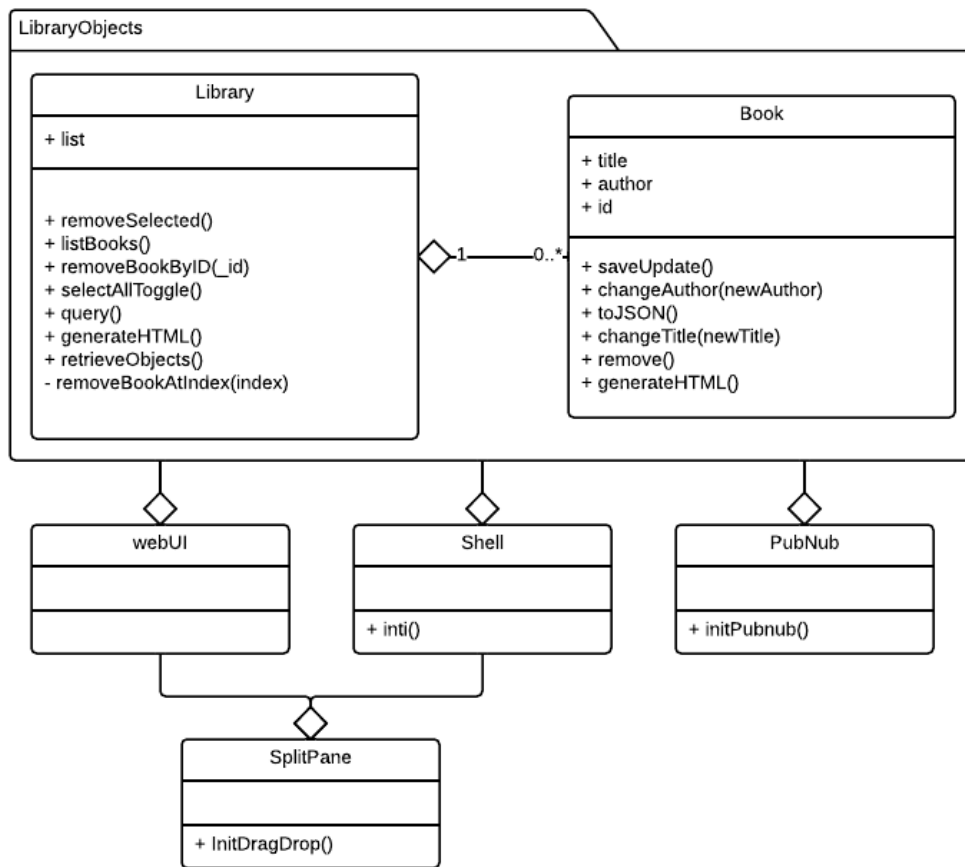 LibraryObjects
Library
+ list
+ removeSelected()
+ listBooks()
+ removeBookByID(_id)
+ selectAllToggle()
+ query()
+ generateHTML()
+ retrieveObjects()
- removeBookAtIndex(index)
1
0..*
Book
+ title
+ author
+ id
+ saveUpdate()
+ changeAuthor(newAuthor)
+ toJSON()
+ changeTitle(newTitle)
+ remove()
+ generateHTML()
webUI
Shell
+ inti()
PubNub
+ initPubnub()
SplitPane
+ InitDragDrop()